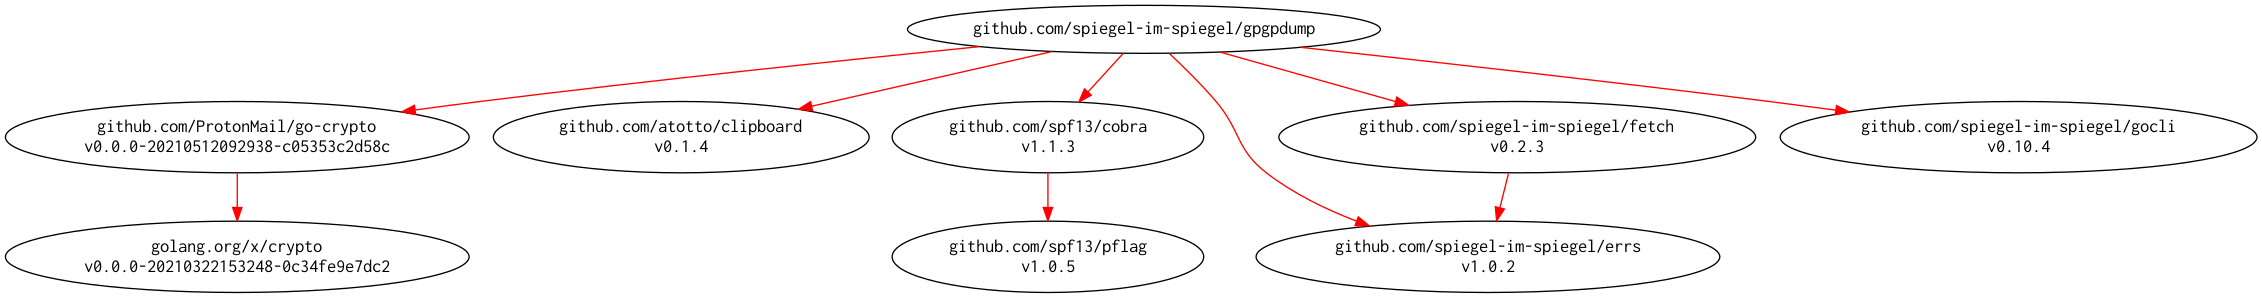 github.com/spiegel-im-spiegel/gpgpdump
github.com/ProtonMail/go-crypto
v0.0.0-20210512092938-c05353c2d58c
github.com/atotto/clipboard
v0.1.4
github.com/spf13/cobra
v1.1.3
github.com/spiegel-im-spiegel/fetch
v0.2.3
github.com/spiegel-im-spiegel/gocli
v0.10.4
golang.org/x/crypto
v0.0.0-20210322153248-0c34fe9e7dc2
github.com/spf13/pflag
v1.0.5
github.com/spiegel-im-spiegel/errs
v1.0.2